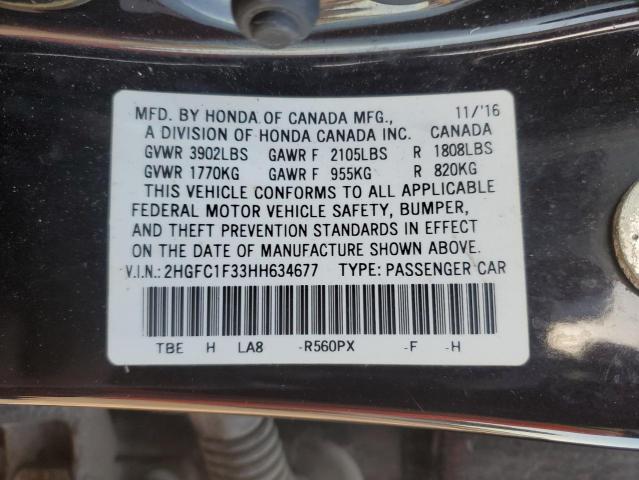 MFD. BY HONDA OF CANADA MFG., 11/'16
A DIVISION OF HONDA CANADA INC. CANADA
GVWR 3902LBS GAWR F 2105LBS R 1808LBS
GVWR 1770KG GAWR F 955KG R 820KG
THIS VEHICLE CONFORMS TO ALL APPLICABLE
FEDERAL MOTOR VEHICLE SAFETY, BUMPER,
AND THEFT PREVENTION STANDARDS IN EFFECT
ON THE DATE OF MANUFACTURE SHOWN ABOVE.
V.I.N.: 2HGFC1F33HH634677 TYPE: PASSENGER CAR
TBE H LA8 -R560PX -F -H